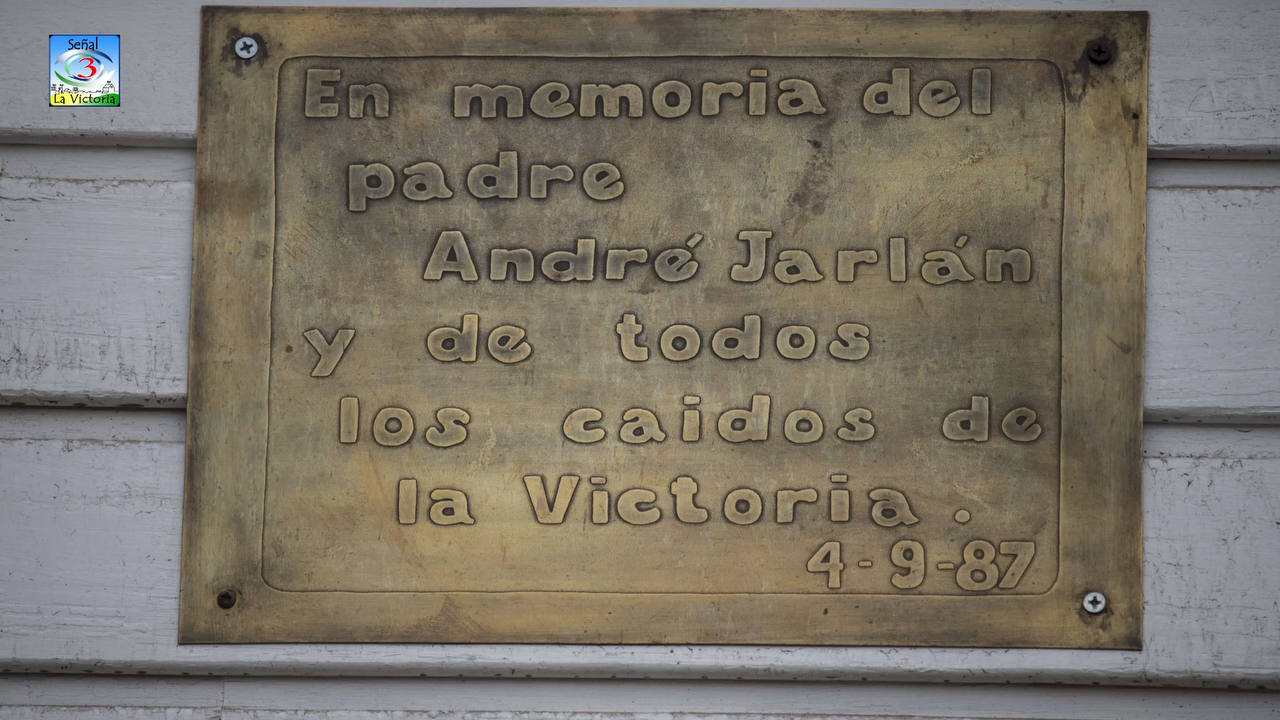 Señal
3
La Victoria
En memoria del
padre
André Jarlán
y de todos
los caidos de
la Victoria.
4-9-87